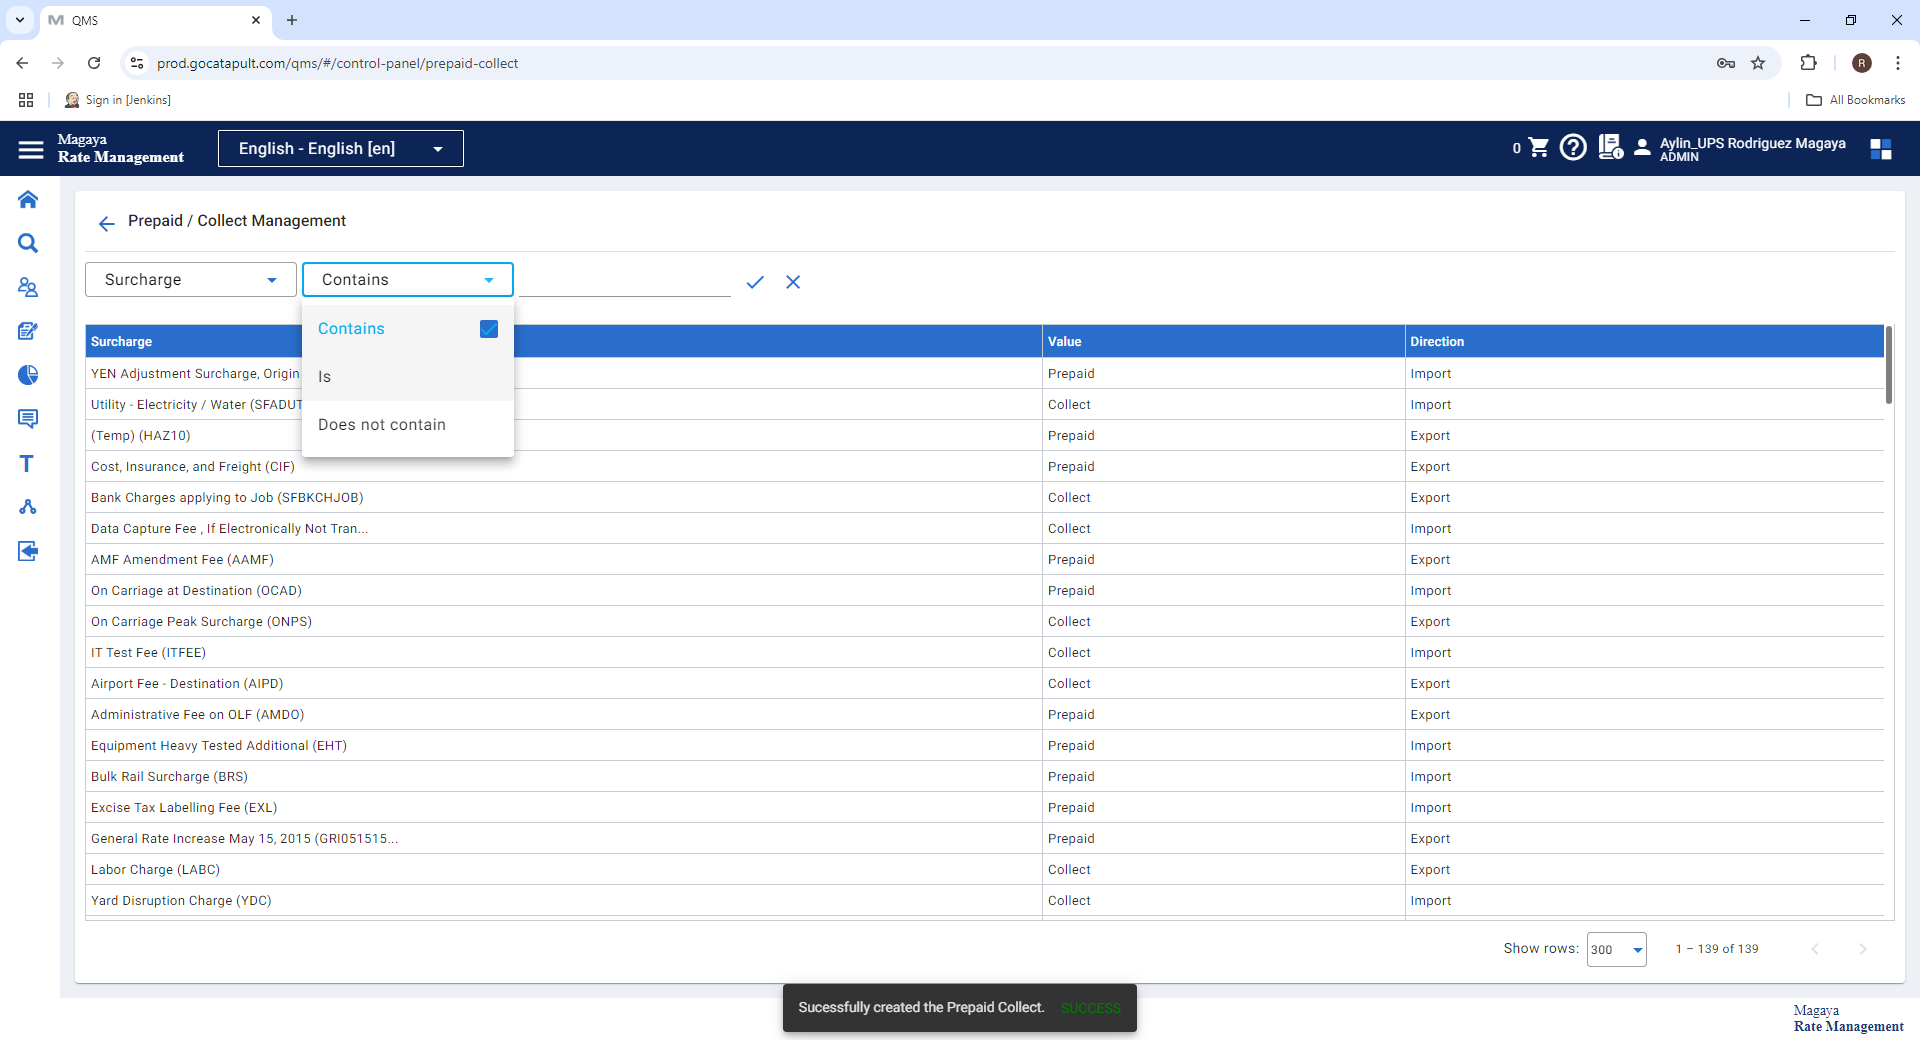 QMS
prod.gocatapult.com/qms/#/control-panel/prepaid-collect
R
Sign in [Jenkins]
All Bookmarks
Magaya
Rate Management
English - English [en]
0
Aylin_UPS Rodriguez Magaya
ADMIN
Prepaid / Collect Management
Surcharge
Contains
Contains
Is
Does not contain
Surcharge Value Direction
YEN Adjustment Surcharge, Origin Prepaid Import
Utility - Electricity / Water (SFADUT Collect Import
(Temp) (HAZ10) Prepaid Export
Cost, Insurance, and Freight (CIF) Prepaid Export
Bank Charges applying to Job (SFBKCHJOB) Collect Export
Data Capture Fee , If Electronically Not Tran... Collect Import
AMF Amendment Fee (AAMF) Prepaid Export
On Carriage at Destination (OCAD) Prepaid Import
On Carriage Peak Surcharge (ONPS) Collect Export
IT Test Fee (ITFEE) Collect Import
Airport Fee - Destination (AIPD) Collect Export
Administrative Fee on OLF (AMDO) Prepaid Export
Equipment Heavy Tested Additional (EHT) Prepaid Import
Bulk Rail Surcharge (BRS) Prepaid Import
Excise Tax Labelling Fee (EXL) Prepaid Import
General Rate Increase May 15, 2015 (GRI051515... Prepaid Export
Labor Charge (LABC) Collect Export
Yard Disruption Charge (YDC) Collect Import
Show rows: 300 1 – 139 of 139
Sucessfully created the Prepaid Collect. SUCCESS
Magaya
Rate Management